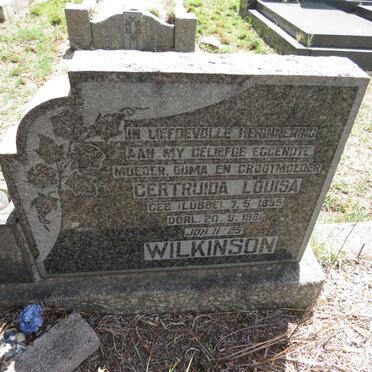 IN LIEFDEVOLLE HERINNERING
AAN MY GELIEFDE EGGENOTE
MOEDER, OUMA EN GROOTMOEDER
GERTRUIDA LOUISA
GEB (LUBBE) 7.5.1895
OORL. 20.9.1981
JOH. 11:25
WILKINSON